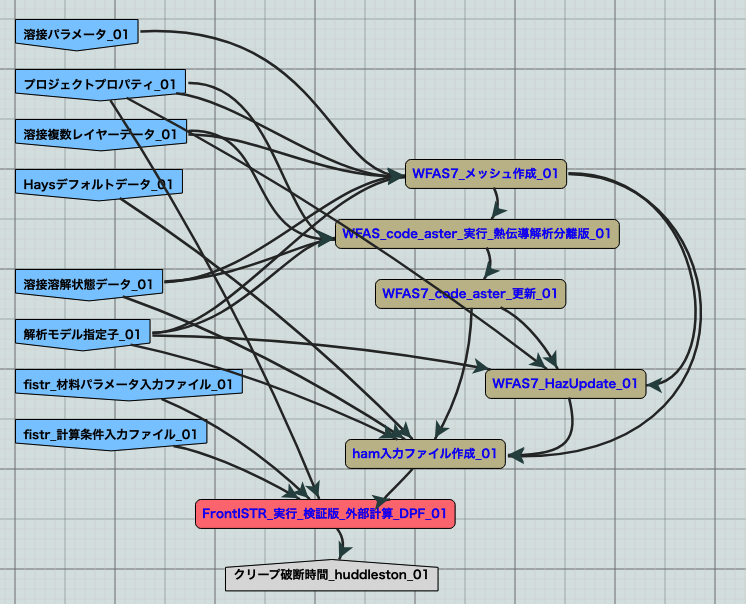 溶接パラメータ_01
プロジェクトプロパティ_01
溶接複数レイヤーデータ_01
WFAS7_メッシュ作成_01
Haysデフォルトデータ_01
WFAS_code_aster_実行_熱伝導解析分離版_01
溶接溶解状態データ_01
WFAS7_code_aster_更新_01
解析モデル指定子_01
fistr_材料パラメータ入力ファイル_01
WFAS7_HazUpdate_01
fistr_計算条件入力ファイル_01
ham入力ファイル作成_01
FrontISTR_実行_検証版_外部計算_DPF_01
クリープ破断時間_huddleston_01